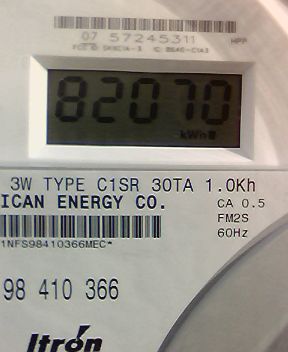 07 57245311
HPP
82070
kWh
3W TYPE C1SR 30TA 1.0Kh
ICAN ENERGY CO.
CA 0.5
FM2S
60Hz
1NFS98410366MEC*
98 410 366
Itron